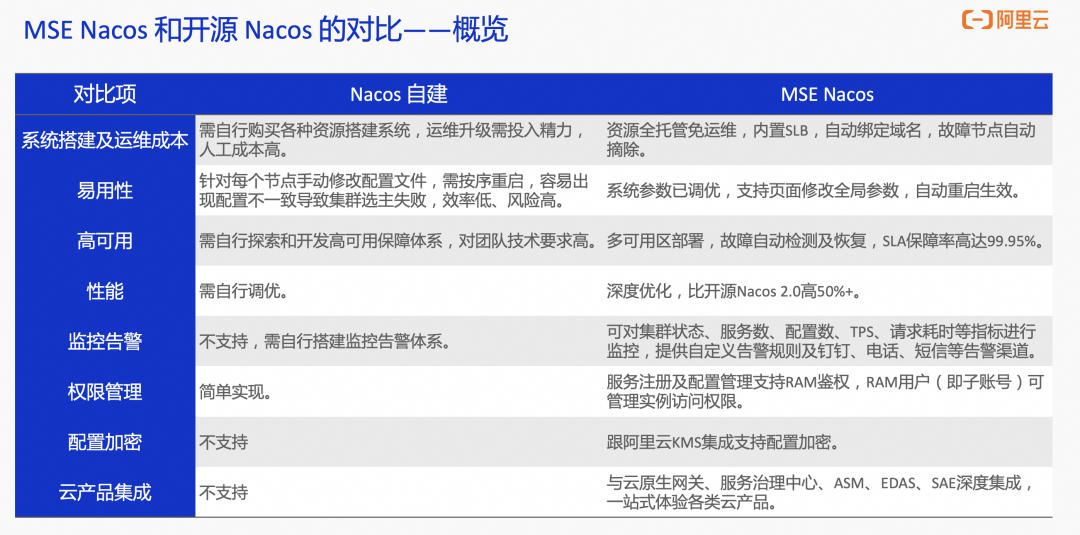 MSE Nacos 和开源 Nacos 的对比——概览
阿里云
对比项 Nacos 自建 MSE Nacos
系统搭建及运维成本
需自行购买各种资源搭建系统，运维升级需投入精力，
人工成本高。
资源全托管免运维，内置SLB，自动绑定域名，故障节点自动
摘除。
易用性
针对每个节点手动修改配置文件，需按序重启，容易出
现配置不一致导致集群选主失败，效率低、风险高。
系统参数已调优，支持页面修改全局参数，自动重启生效。
高可用
需自行探索和开发高可用保障体系，对团队技术要求高。
多可用区部署，故障自动检测及恢复，SLA保障率高达99.95%。
性能
需自行调优。
深度优化，比开源Nacos 2.0高50%+。
监控告警
不支持，需自行搭建监控告警体系。
可对集群状态、服务数、配置数、TPS、请求耗时等指标进行
监控，提供自定义告警规则及钉钉、电话、短信等告警渠道。
权限管理
简单实现。
服务注册及配置管理支持RAM鉴权，RAM用户（即子账号）可
管理实例访问权限。
配置加密
不支持
跟阿里云KMS集成支持配置加密。
云产品集成
不支持
与云原生网关、服务治理中心、ASM、EDAS、SAE深度集成，
一站式体验各类云产品。